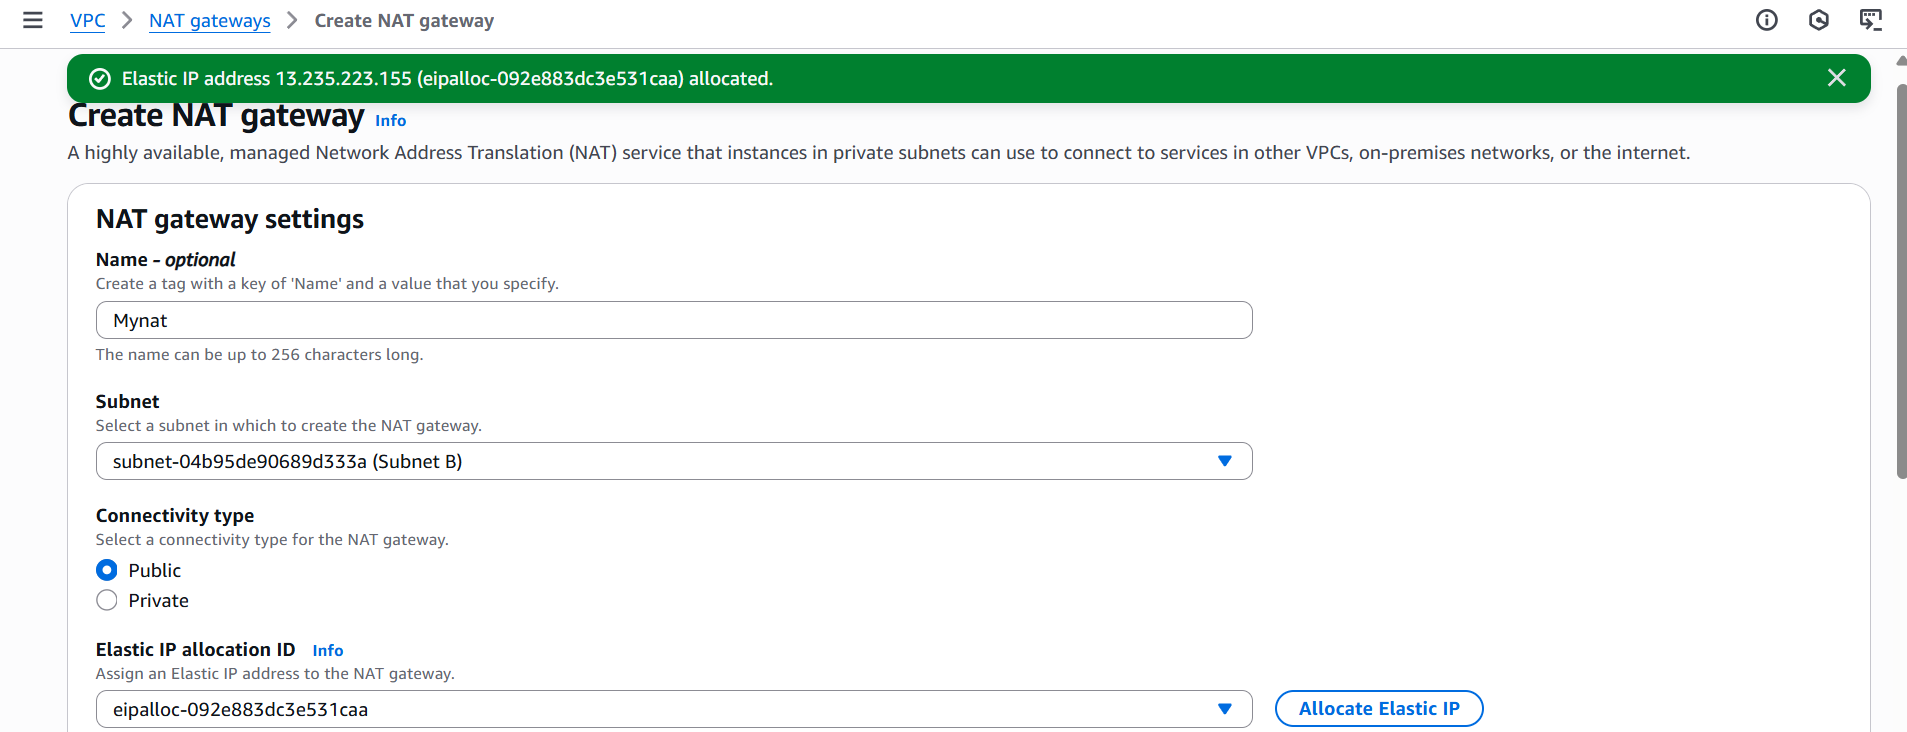 VPC > NAT gateways > Create NAT gateway
Elastic IP address 13.235.223.155 (eipalloc-092e883dc3e531caa) allocated.
Create NAT gateway Info
A highly available, managed Network Address Translation (NAT) service that instances in private subnets can use to connect to services in other VPCs, on-premises networks, or the internet.
NAT gateway settings
Name - optional
Create a tag with a key of 'Name' and a value that you specify.
Mynat
The name can be up to 256 characters long.
Subnet
Select a subnet in which to create the NAT gateway.
subnet-04b95de90689d333a (Subnet B)
Connectivity type
Select a connectivity type for the NAT gateway.
Public
Private
Elastic IP allocation ID Info
Assign an Elastic IP address to the NAT gateway.
eipalloc-092e883dc3e531caa Allocate Elastic IP